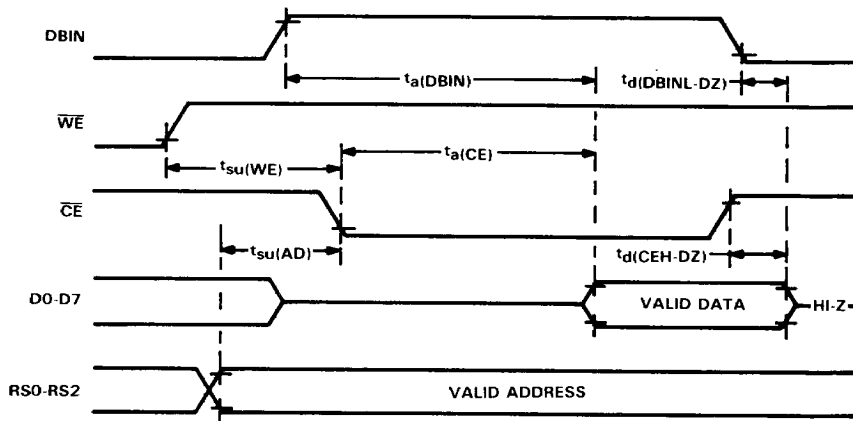 DBIN
ta(DBIN)
td(DBINL-DZ)
WE
tsu(WE)
ta(CE)
CE
tsu(AD)
td(CEH-DZ)
D0-D7
VALID DATA
HI-Z
RS0-RS2
VALID ADDRESS